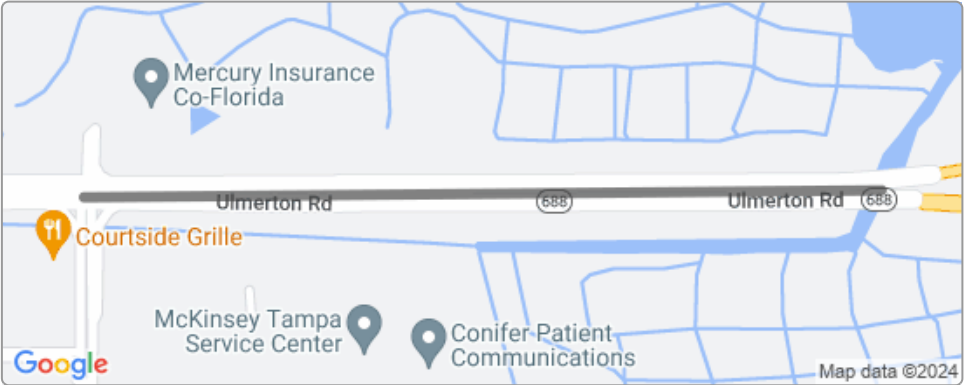 Mercury Insurance
Co-Florida
Ulmerton Rd
688
Ulmerton Rd
688
Courtside Grille
McKinsey Tampa
Service Center
Conifer Patient
Communications
Google
Map data ©2024